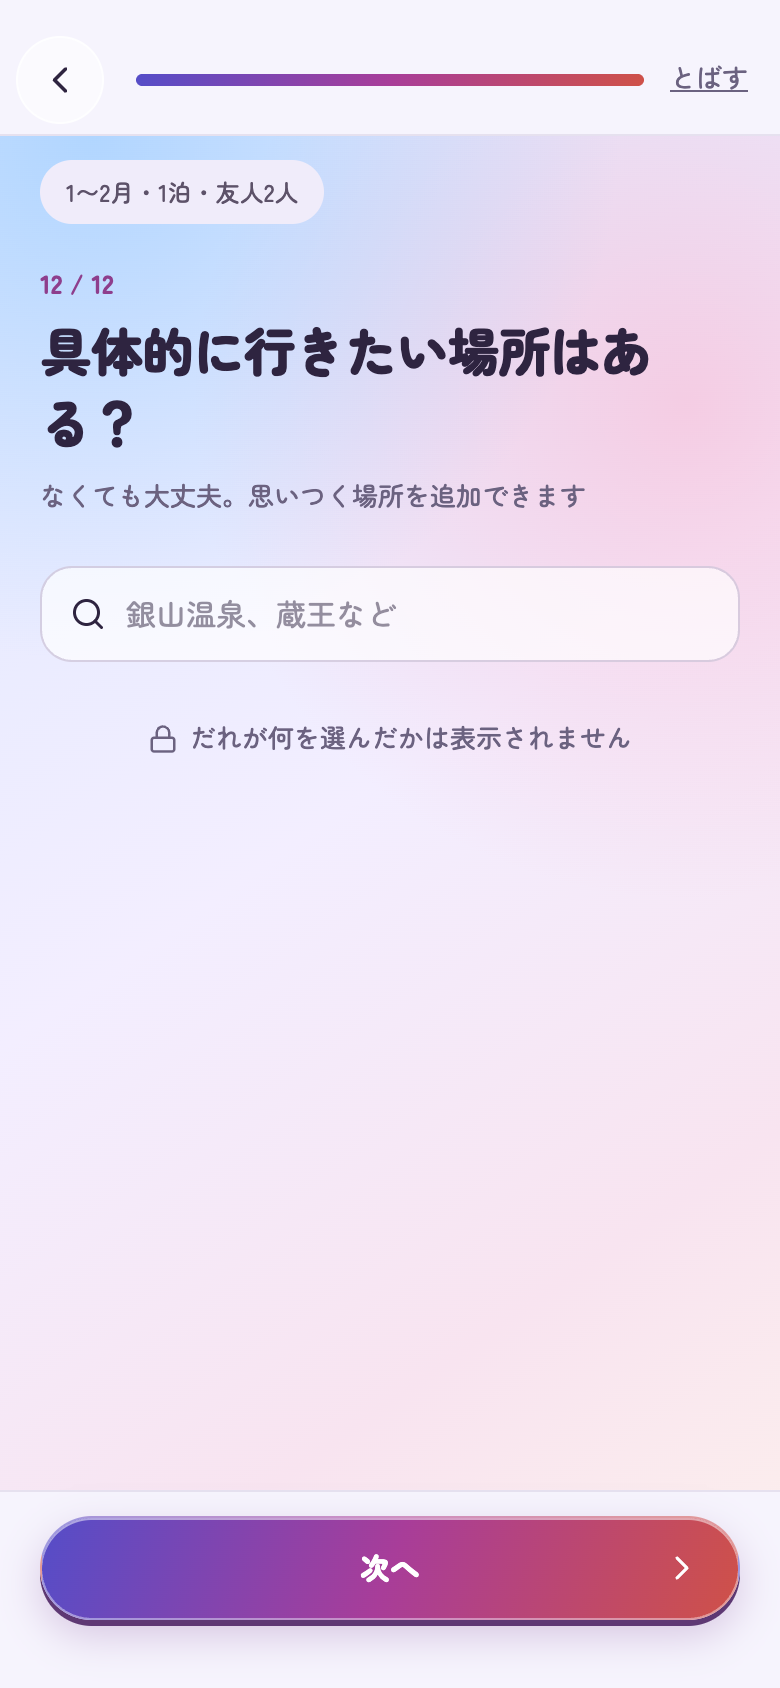 とばす
1〜2月・1泊・友人2人
12 / 12
具体的に行きたい場所はあ
る？
なくても大丈夫。思いつく場所を追加できます
銀山温泉、蔵王など
だれが何を選んだかは表示されません
次へ